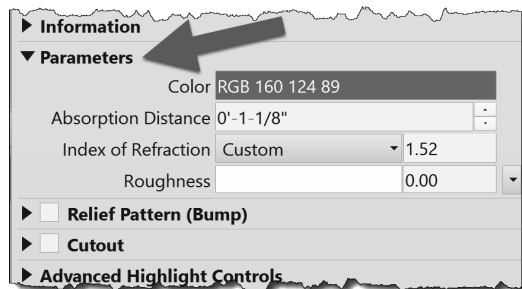 Information
Parameters
Color RGB 160 124 89
Absorption Distance 0'-1-1/8"
Index of Refraction Custom 1.52
Roughness 0.00
Relief Pattern (Bump)
Cutout
Advanced Highlight Controls